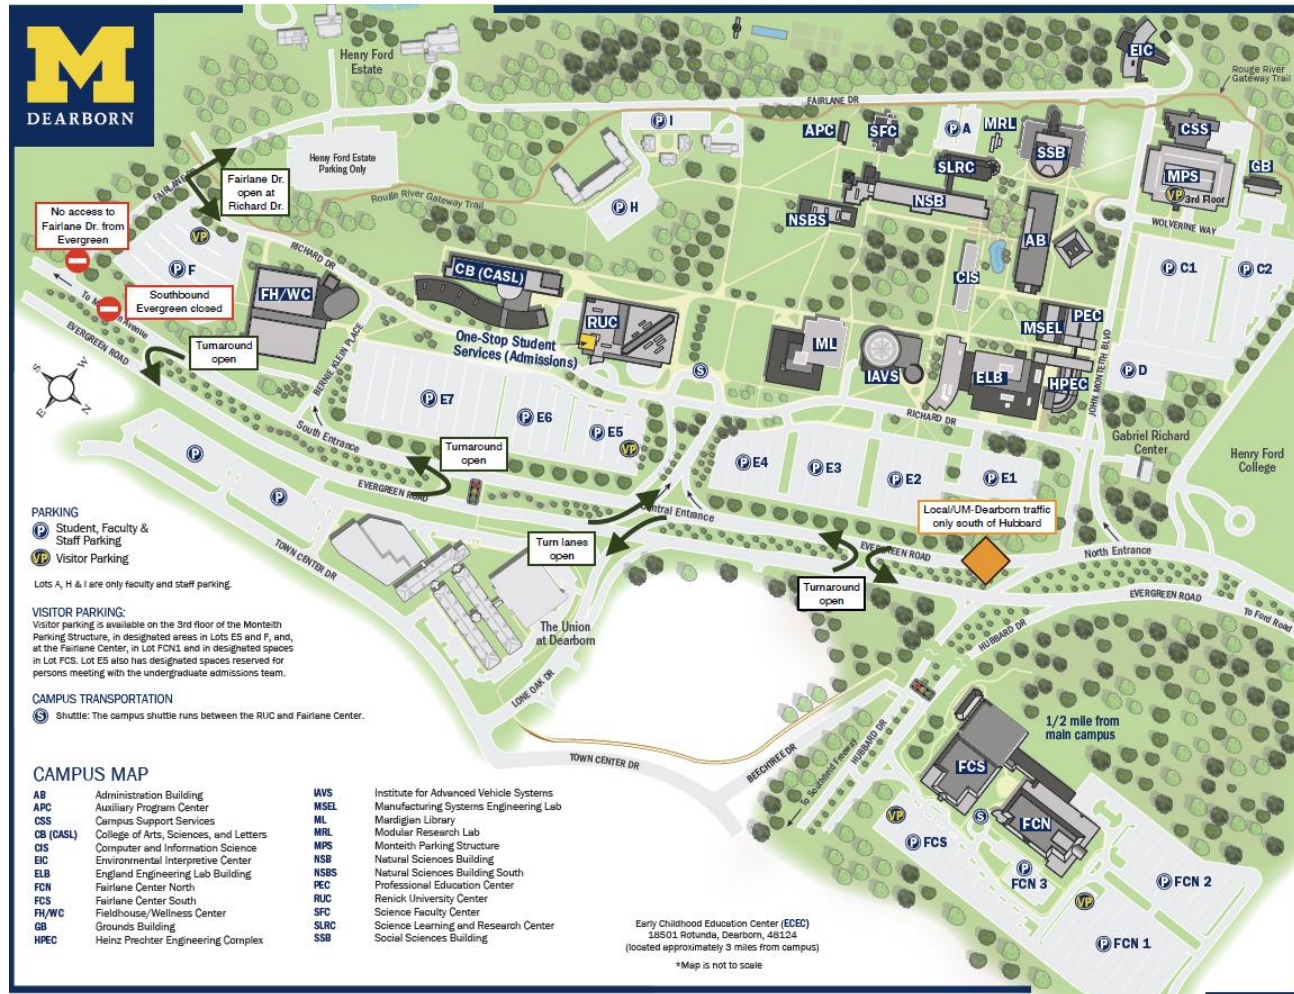 M
DEARBORN
Henry Ford
Estate
EIC
Rouge River
Gateway Trail
FAIRLANE DR
P I
APC
SFC
P A
MRL
SSB
CSS
Henry Ford Estate
Parking Only
SLRC
MPS
VP 3rd Floor
GB
FAIRLANE
Fairlane Dr.
open at
Richard Dr.
Rouge River Gateway Trail
P H
NSBS
NSB
AB
WOLVERINE WAY
No access to
Fairlane Dr. from
Evergreen
VP
P F
RICHARD DR
CB (CASL)
CIS
P C1
P C2
FH/WC
Southbound
Evergreen closed
RUC
One-Stop Student
Services (Admissions)
ML
IAVS
PEC
MSEL
ELB
HPEC
JOHN MONTEITH BLVD
P D
EVERGREEN ROAD
Turnaround
open
BERNIE KLEIN PLACE
S
S W
E N
P E7
P E6
P E5
VP
RICHARD DR
Gabriel Richard
Center
Henry Ford
College
South Entrance
Turnaround
open
P E4
P E3
P E2
P E1
P
P
EVERGREEN ROAD
Central Entrance
Local/UM-Dearborn traffic
only south of Hubbard
PARKING
P Student, Faculty &
Staff Parking
VP Visitor Parking
Lots A, H & I are only faculty and staff parking.
TOWN CENTER DR
Turn lanes
open
EVERGREEN ROAD
North Entrance
Turnaround
open
EVERGREEN ROAD
To Ford Road
VISITOR PARKING:
Visitor parking is available on the 3rd floor of the Monteith
Parking Structure, in designated areas in Lots E5 and F, and,
at the Fairlane Center, in Lot FCN1 and in designated spaces
in Lot FCS. Lot E5 also has designated spaces reserved for
persons meeting with the undergraduate admissions team.
The Union
at Dearborn
HUBBARD DR
CAMPUS TRANSPORTATION
S Shuttle: The campus shuttle runs between the RUC and Fairlane Center.
LONE OAK DR
TOWN CENTER DR
BEECHTREE DR
To Southfield Freeway
HUBBARD DR
1/2 mile from
main campus
FCS
FCN
VP
P FCS
S
P
FCN 3
P FCN 2
VP
P FCN 1
CAMPUS MAP
AB Administration Building
APC Auxiliary Program Center
CSS Campus Support Services
CB (CASL) College of Arts, Sciences, and Letters
CIS Computer and Information Science
EIC Environmental Interpretive Center
ELB England Engineering Lab Building
FCN Fairlane Center North
FCS Fairlane Center South
FH/WC Fieldhouse/Wellness Center
GB Grounds Building
HPEC Heinz Prechter Engineering Complex
IAVS Institute for Advanced Vehicle Systems
MSEL Manufacturing Systems Engineering Lab
ML Mardigian Library
MRL Modular Research Lab
MPS Monteith Parking Structure
NSB Natural Sciences Building
NSBS Natural Sciences Building South
PEC Professional Education Center
RUC Renick University Center
SFC Science Faculty Center
SLRC Science Learning and Research Center
SSB Social Sciences Building
Early Childhood Education Center (ECEC)
18501 Rotunda, Dearborn, 48124
(located approximately 3 miles from campus)
*Map is not to scale